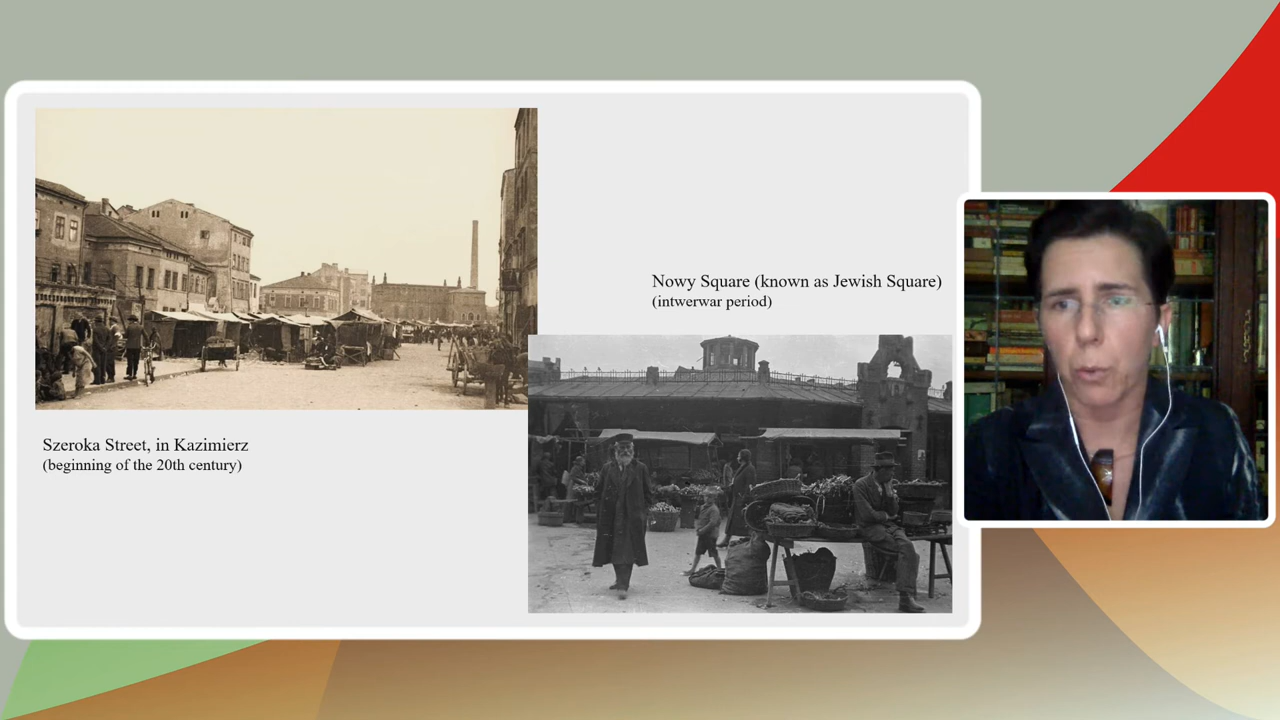 Nowy Square (known as Jewish Square)
(intwerwar period)
Szeroka Street, in Kazimierz
(beginning of the 20th century)